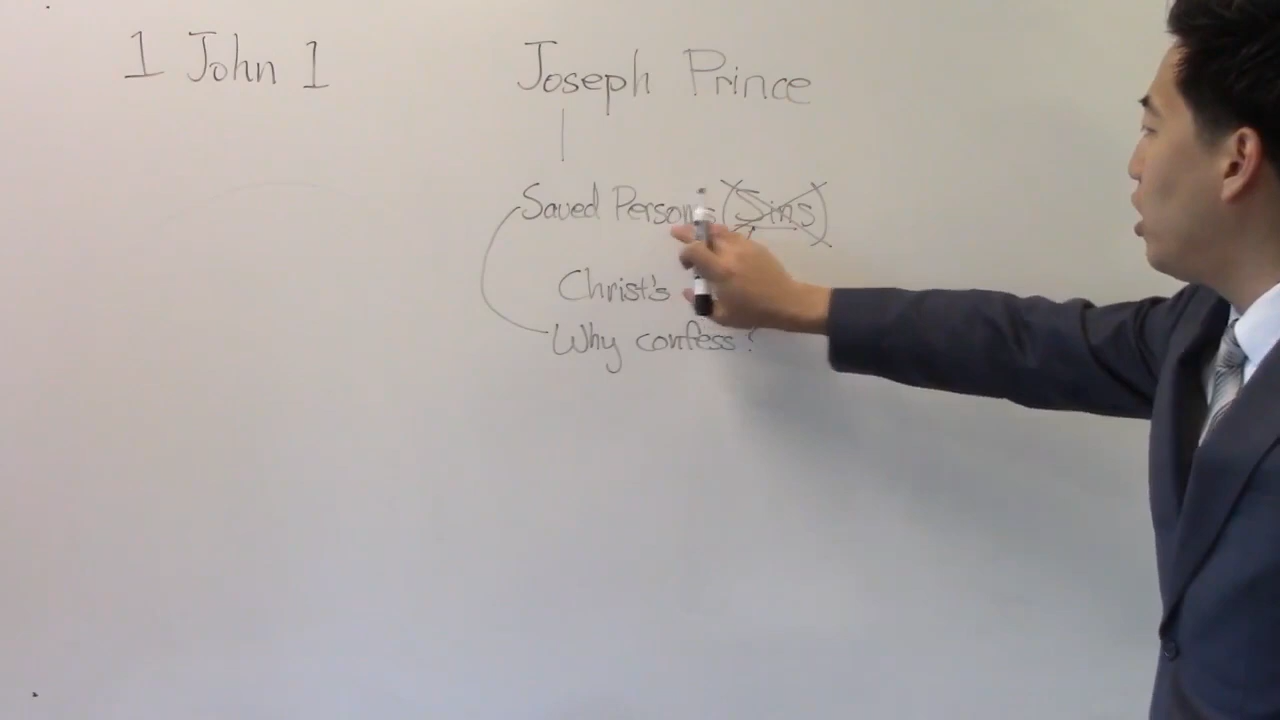 1 John 1
Joseph Prince
Saved Person's (Sins)
Christ's
Why confess?